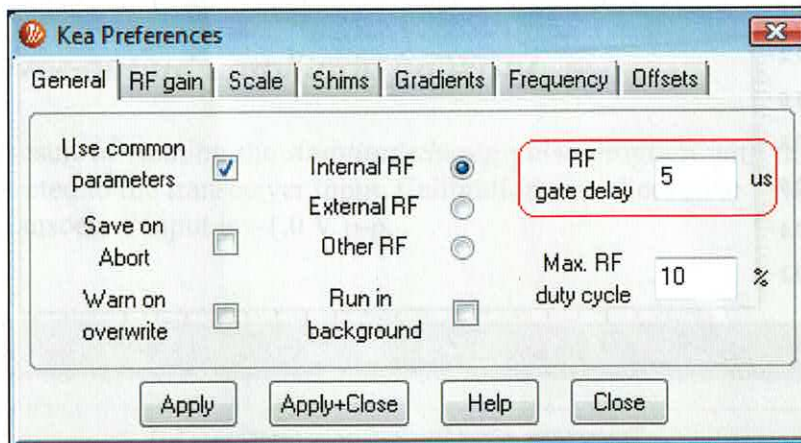 Kea Preferences
General RF gain Scale Shims Gradients Frequency Offsets
Use common parameters
Internal RF
RF gate delay 5 us
External RF
Save on Abort
Other RF
Max. RF duty cycle 10 %
Warn on overwrite
Run in background
Apply Apply+Close Help Close